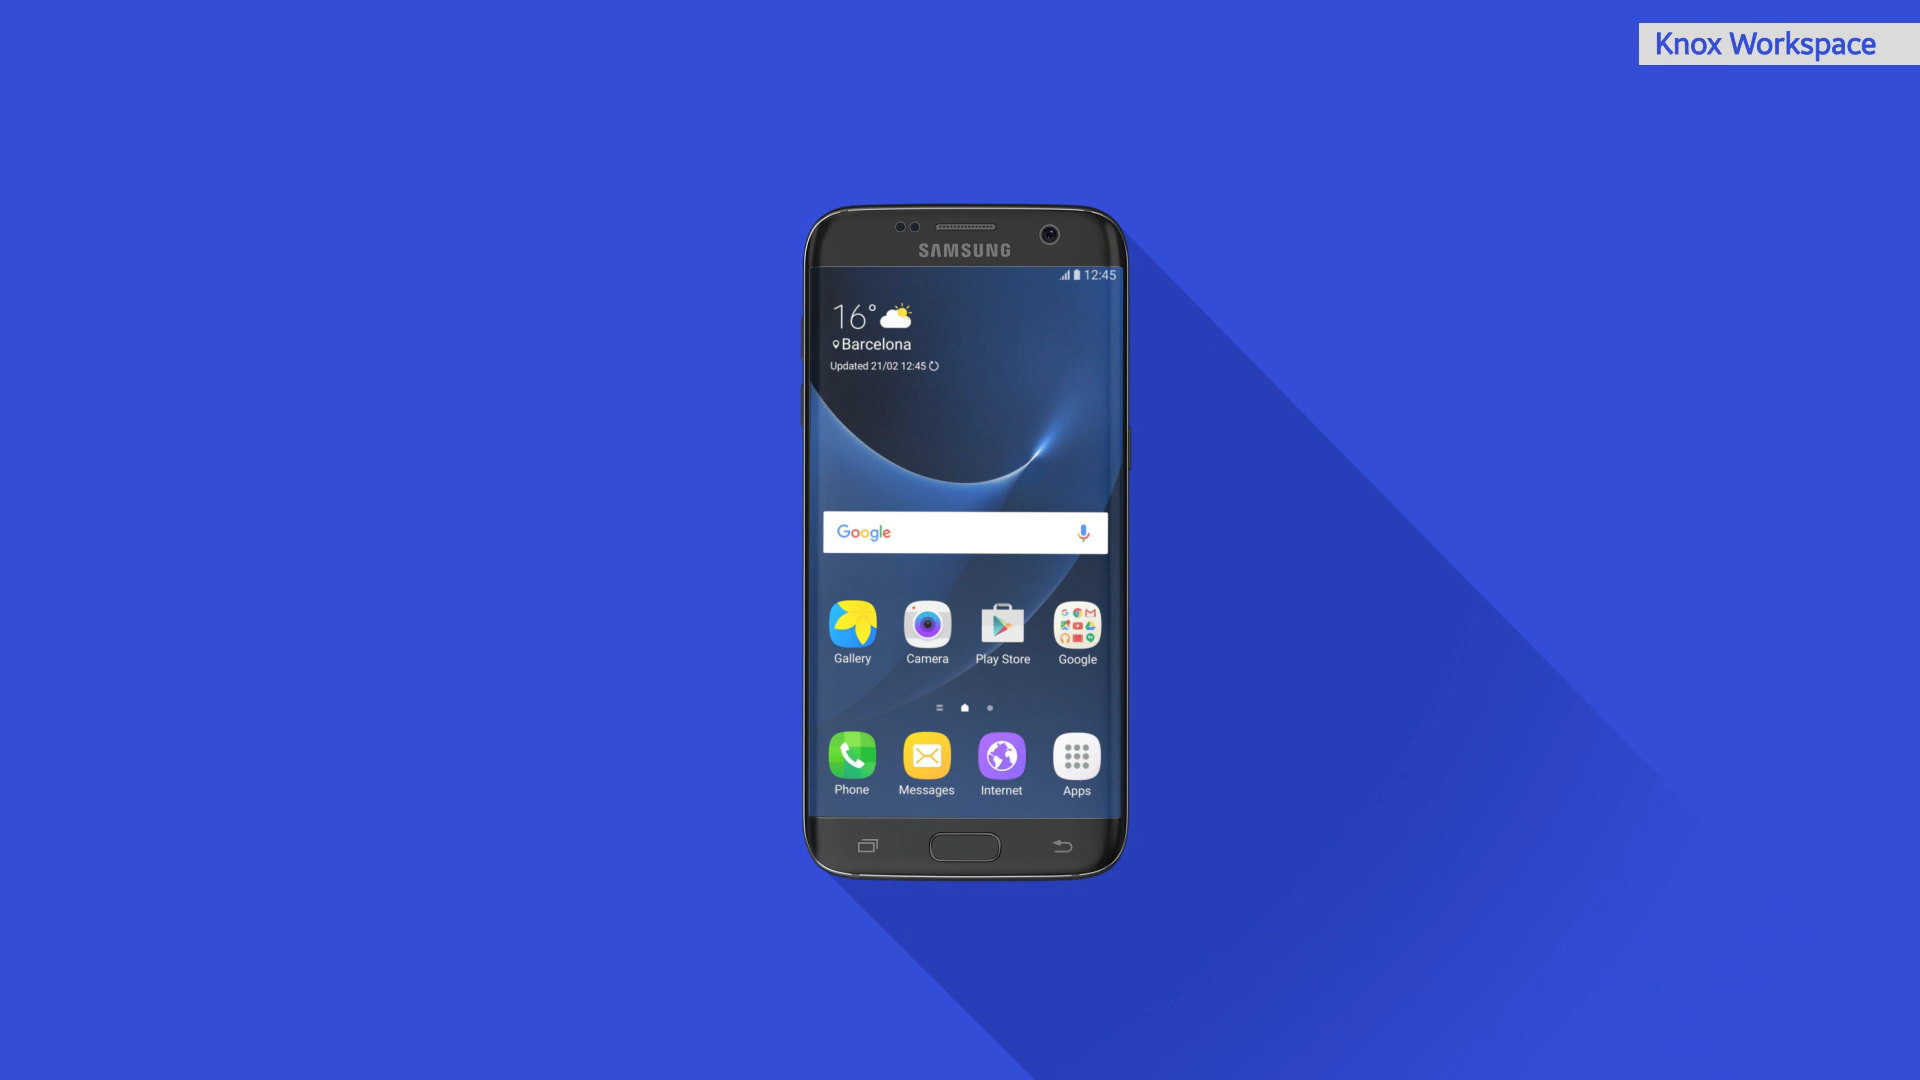 Knox Workspace
SAMSUNG
12:45
16°
Barcelona
Updated 21/02 12:45
Google
Gallery Camera Play Store Google
Phone Messages Internet Apps